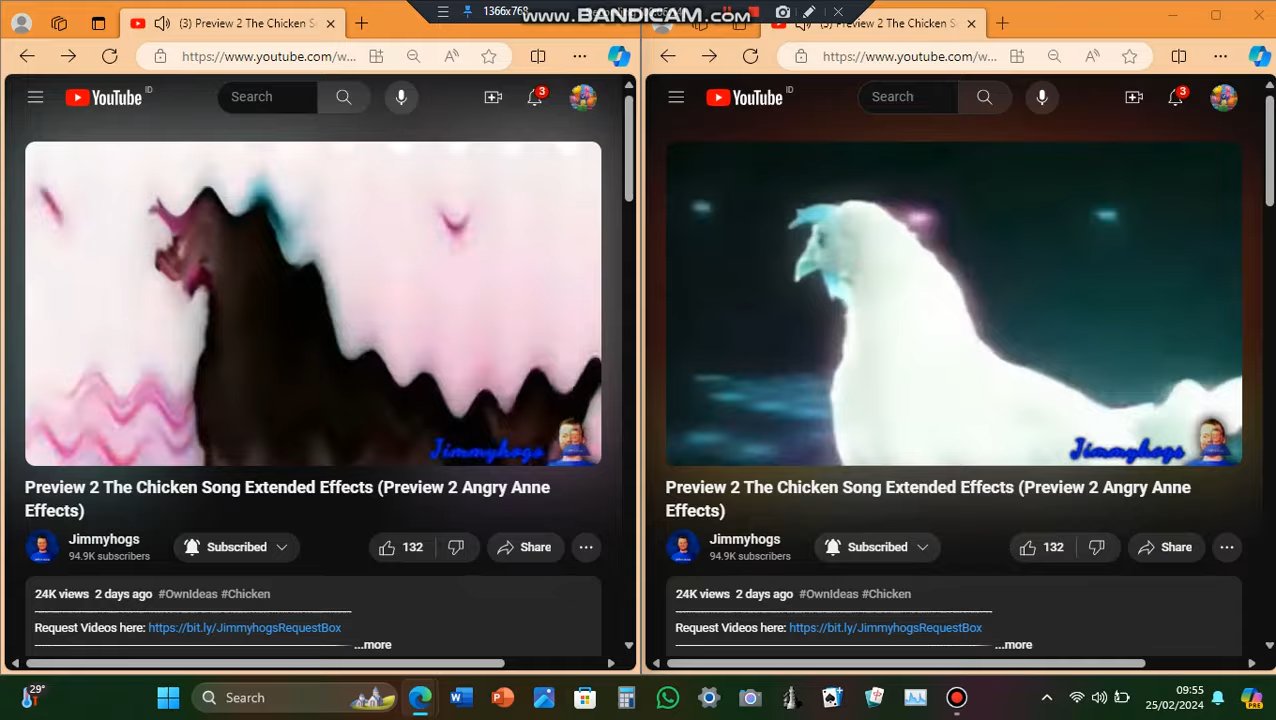 1366x768
www.BANDICAM.com
(3) Preview 2 The Chicken S
(3) Preview 2 The Chicken S
https://www.youtube.com/w...
https://www.youtube.com/w...
YouTube ID
Search
3
YouTube ID
Search
3
Jimmyhogs
Jimmyhogs
Preview 2 The Chicken Song Extended Effects (Preview 2 Angry Anne
Effects)
Preview 2 The Chicken Song Extended Effects (Preview 2 Angry Anne
Effects)
Jimmyhogs
94.9K subscribers
Subscribed
132
Share
Jimmyhogs
94.9K subscribers
Subscribed
132
Share
24K views 2 days ago #OwnIdeas #Chicken
Request Videos here: https://bit.ly/JimmyhogsRequestBox
...more
24K views 2 days ago #OwnIdeas #Chicken
Request Videos here: https://bit.ly/JimmyhogsRequestBox
...more
29°
Search
09:55
25/02/2024
PRE